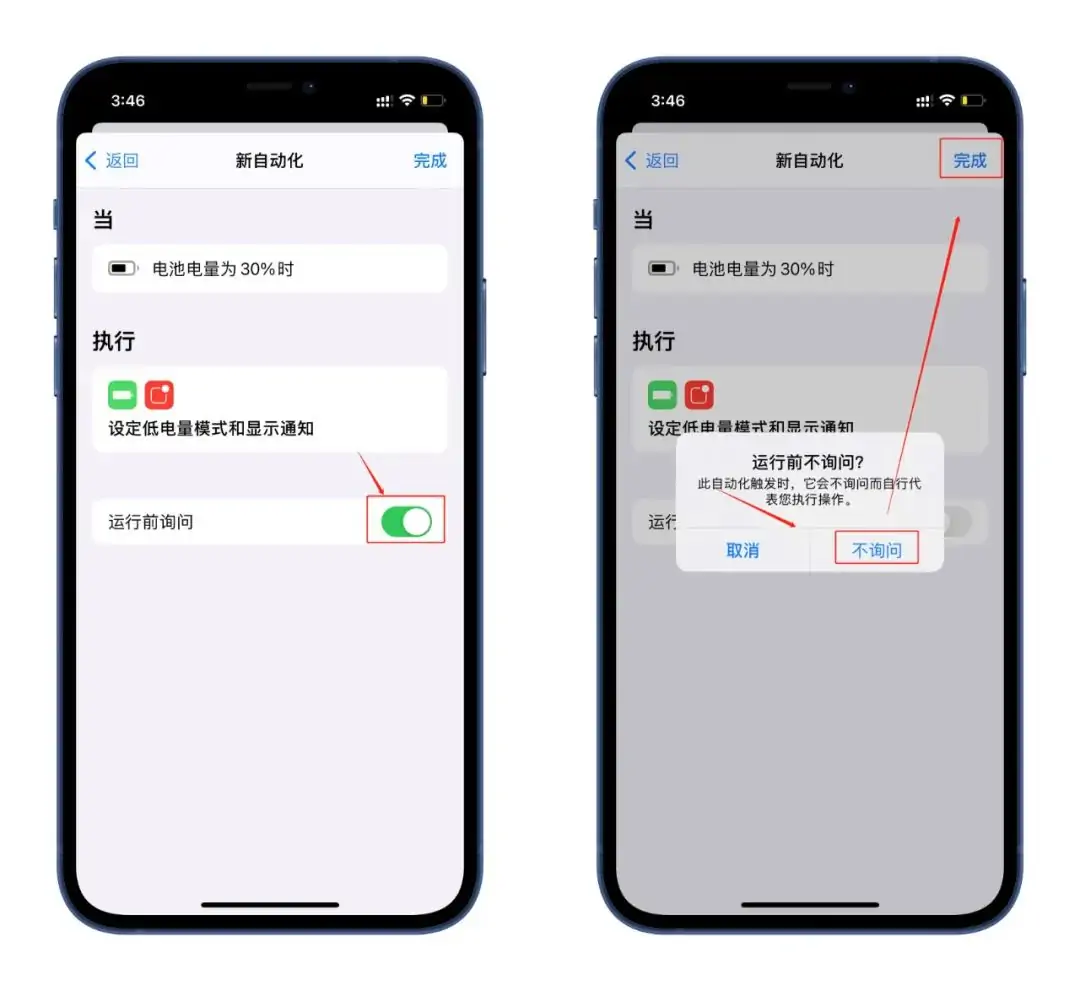 3:46
返回
新自动化
完成
当
电池电量为 30% 时
执行
设定低电量模式和显示通知
运行前询问
3:46
返回
新自动化
完成
当
电池电量为 30% 时
执行
设定低电量模式和显示通知
运行前不询问?
此自动化触发时，它会不询问而自行代
表您执行操作。
运行
取消
不询问